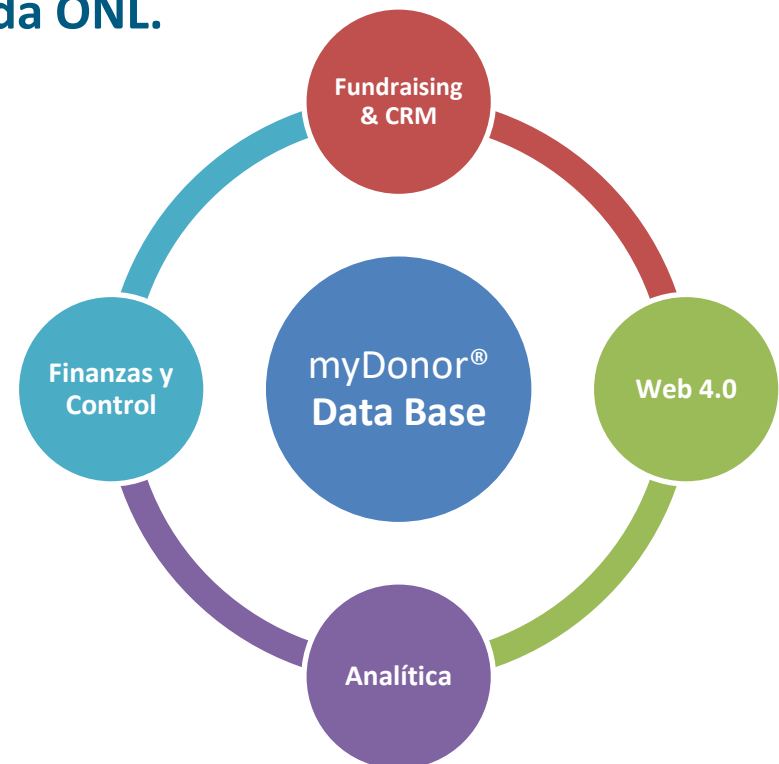 da ONL.
Fundraising
& CRM
Finanzas y
Control
myDonor®
Data Base
Web 4.0
Analítica